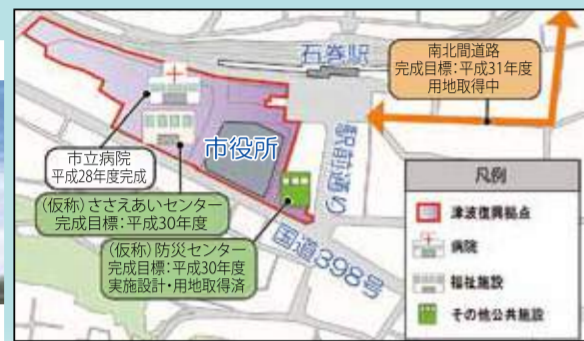 石巻駅
南北間道路
完成目標：平成31年度
用地取得中
市役所
駅前通り
市立病院
平成28年度完成
(仮称)ささえあいセンター
完成目標：平成30年度
(仮称)防災センター
完成目標：平成30年度
実施設計・用地取得済
国道398号
凡例
津波復興拠点
病院
福祉施設
その他公共施設